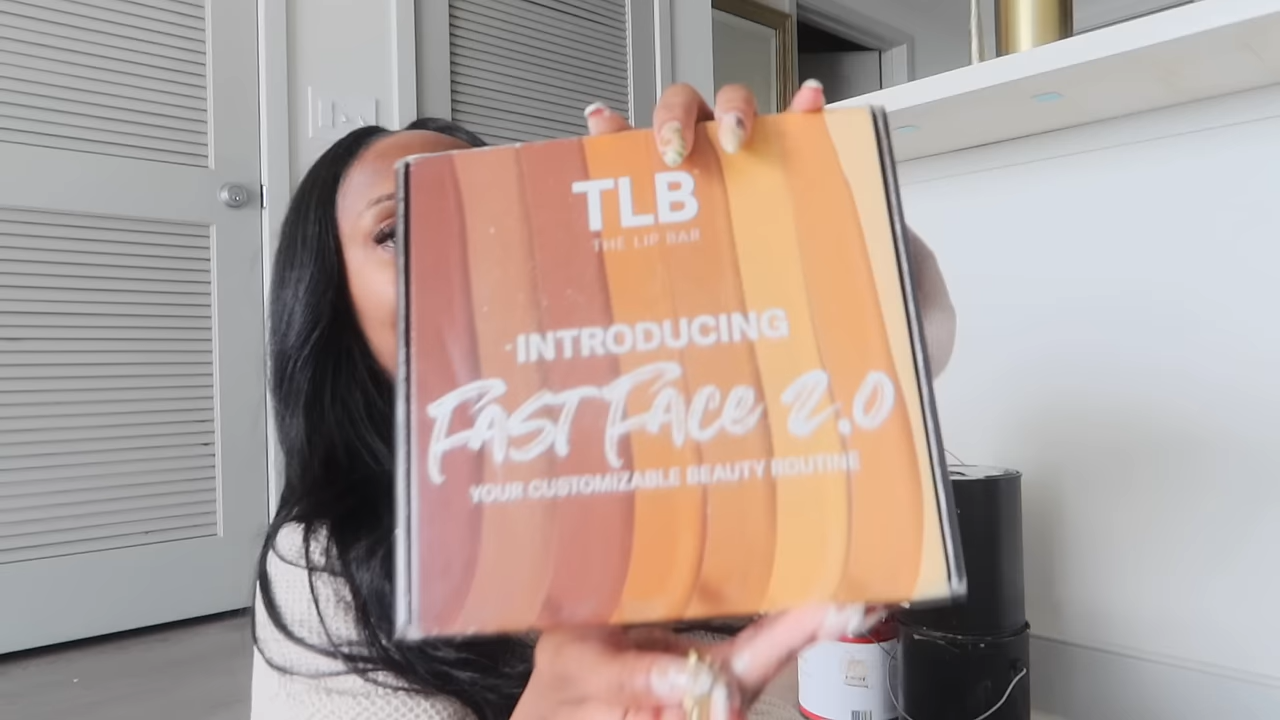 TLB
THE LIP BAR
INTRODUCING
FAST FACE 2.0
YOUR CUSTOMIZABLE BEAUTY ROUTINE